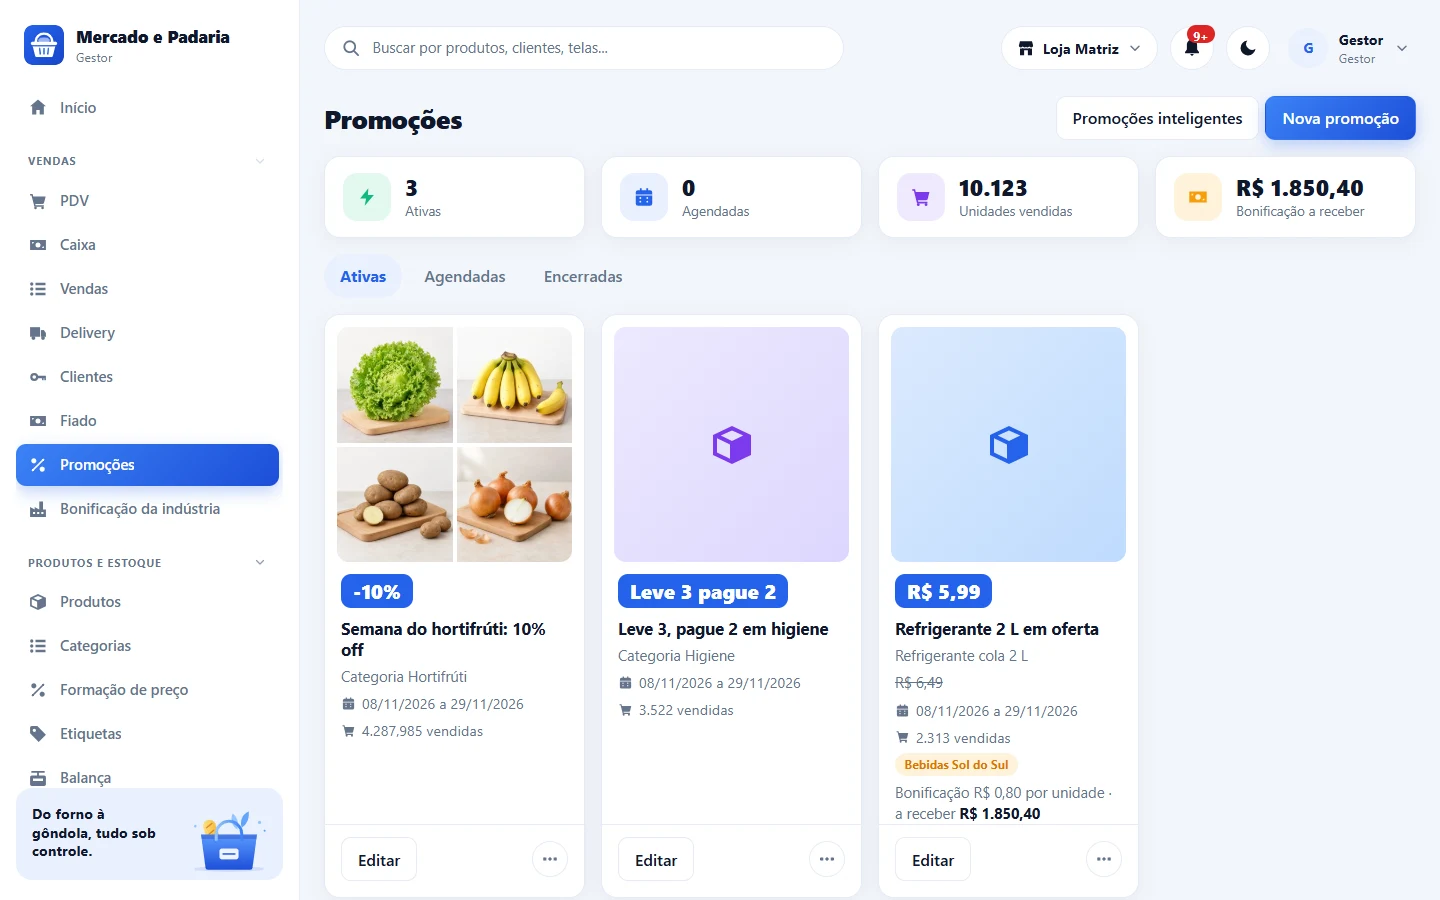 Mercado e Padaria
Gestor
Buscar por produtos, clientes, telas...
Loja Matriz
9+
G
Gestor
Gestor
Início
VENDAS
PDV
Caixa
Vendas
Delivery
Clientes
Fiado
Promoções
Bonificação da indústria
PRODUTOS E ESTOQUE
Produtos
Categorias
Formação de preço
Etiquetas
Balança
Do forno à
gôndola, tudo sob
controle.
Promoções
Promoções inteligentes
Nova promoção
3
Ativas
0
Agendadas
10.123
Unidades vendidas
R$ 1.850,40
Bonificação a receber
Ativas
Agendadas
Encerradas
-10%
Semana do hortifrúti: 10%
off
Categoria Hortifrúti
08/11/2026 a 29/11/2026
4.287,985 vendidas
Editar
Leve 3 pague 2
Leve 3, pague 2 em higiene
Categoria Higiene
08/11/2026 a 29/11/2026
3.522 vendidas
Editar
R$ 5,99
Refrigerante 2 L em oferta
Refrigerante cola 2 L
R$ 6,49
08/11/2026 a 29/11/2026
2.313 vendidas
Bebidas Sol do Sul
Bonificação R$ 0,80 por unidade ·
a receber R$ 1.850,40
Editar